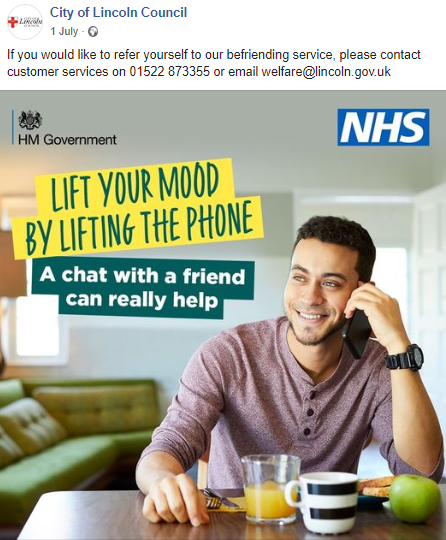 City of Lincoln Council
1 July ·
If you would like to refer yourself to our befriending service, please contact
customer services on 01522 873355 or email welfare@lincoln.gov.uk
HM Government
NHS
LIFT YOUR MOOD
BY LIFTING THE PHONE
A chat with a friend
can really help